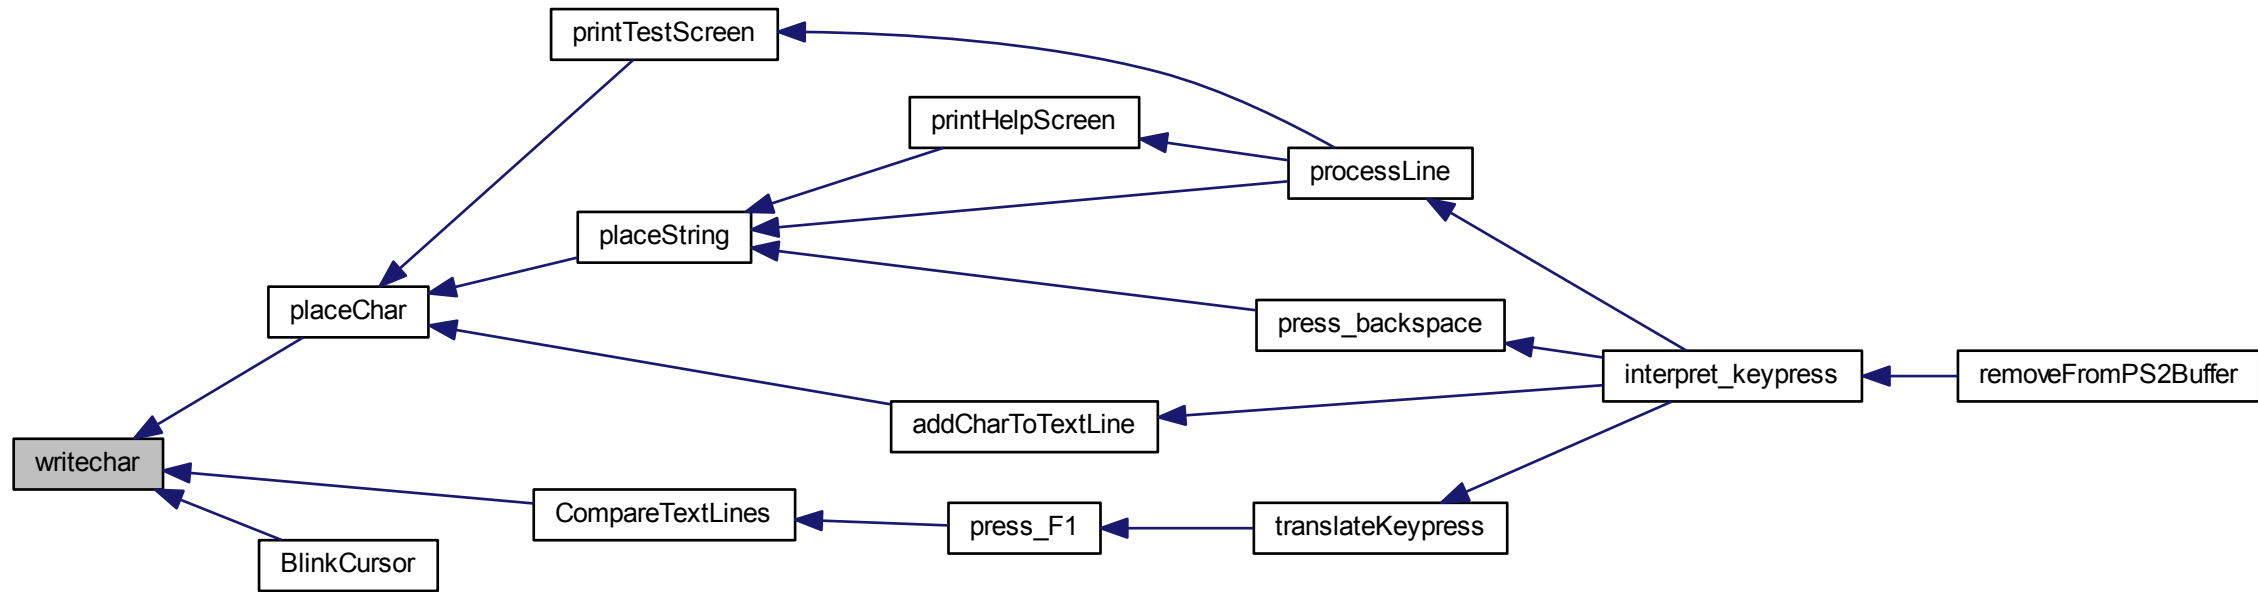 printTestScreen
printHelpScreen
processLine
placeString
placeChar
press_backspace
interpret_keypress
removeFromPS2Buffer
addCharToTextLine
writechar
CompareTextLines
press_F1
translateKeypress
BlinkCursor